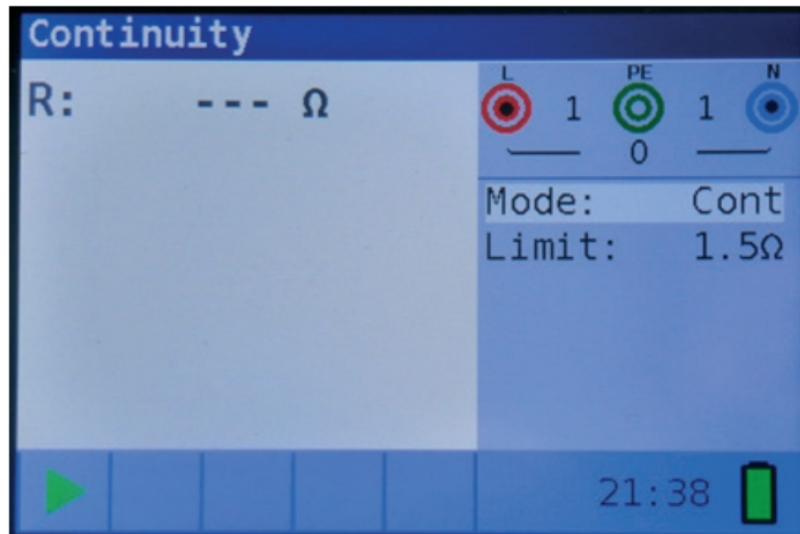 Continuity
R: --- Ω
L PE N
1 1
0
Mode: Cont
Limit: 1.5Ω
21:38